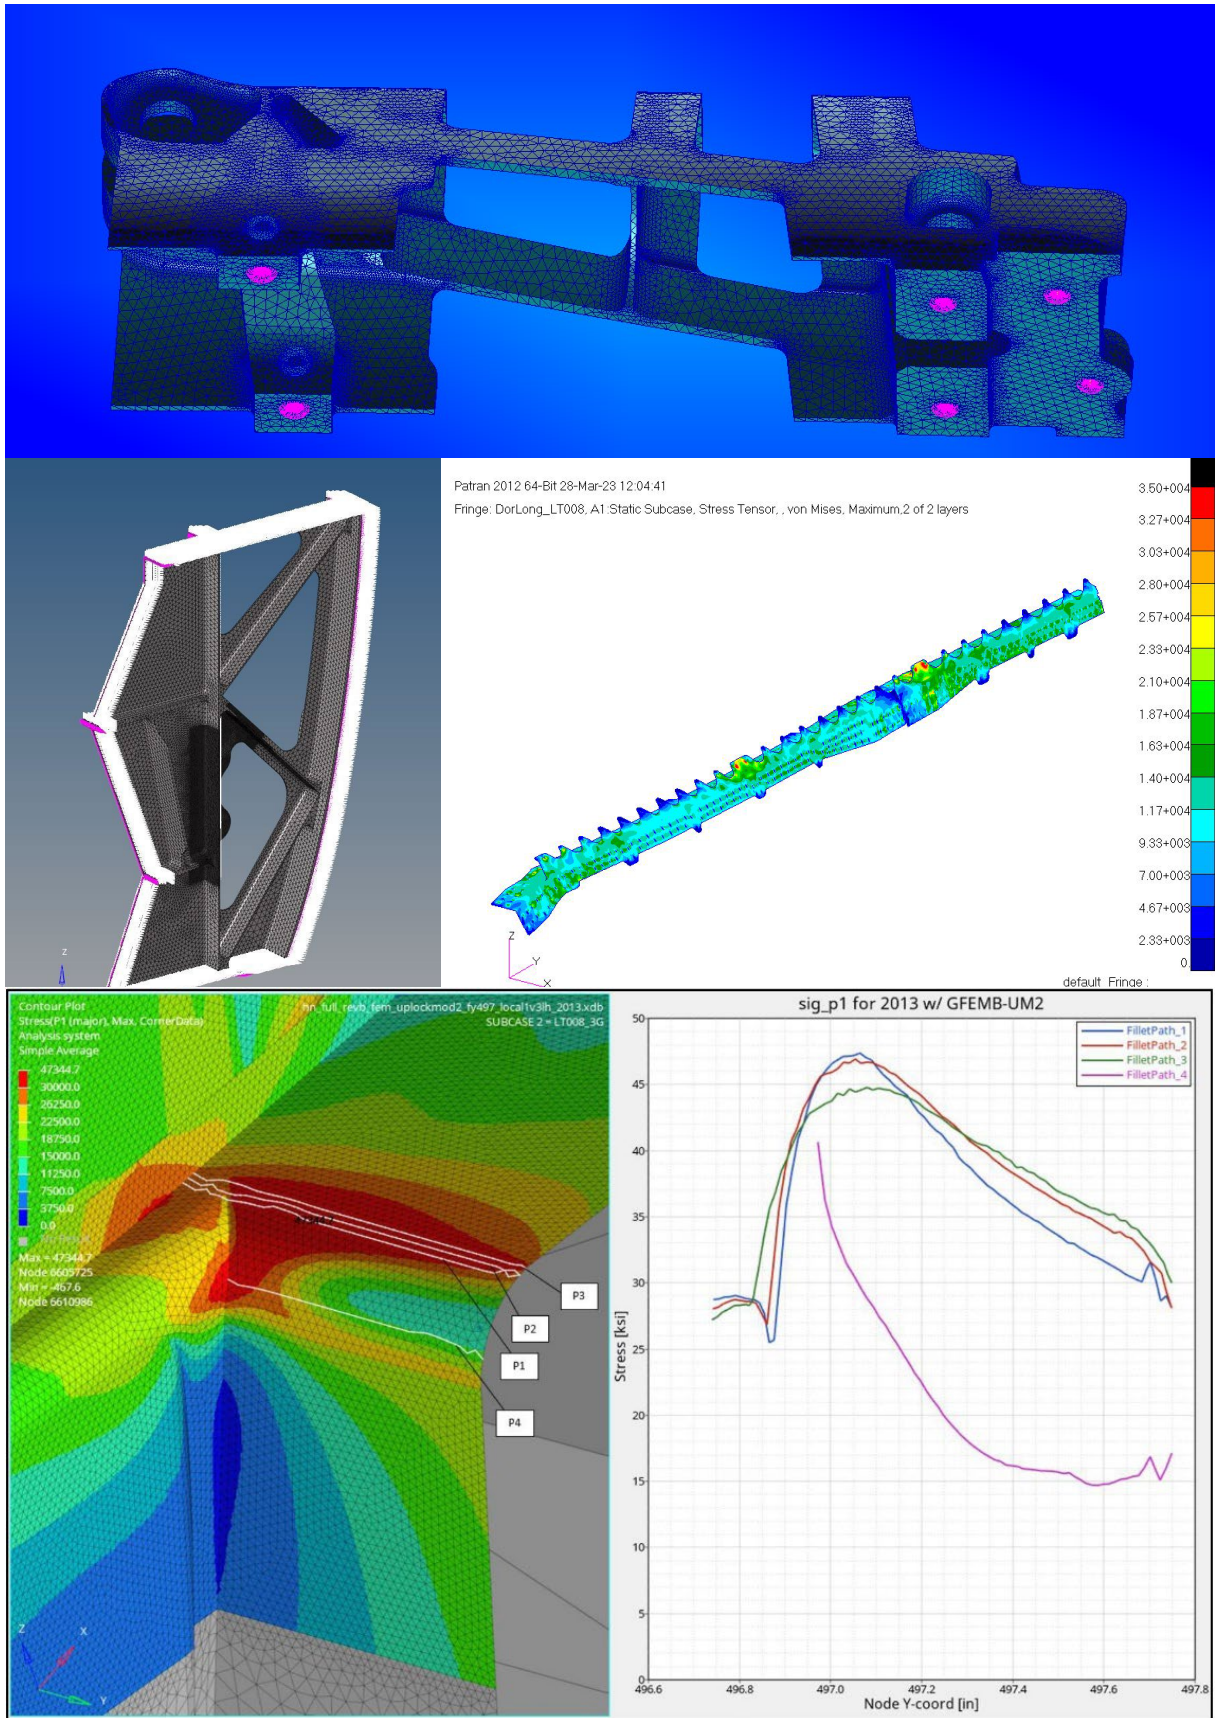 Patran 2012 64-Bit 28-Mar-23 12:04:41
Fringe: DorLong_LT008, A1:Static Subcase, Stress Tensor, , von Mises, Maximum,2 of 2 layers
3.50+004
3.27+004
3.03+004
2.80+004
2.57+004
2.33+004
2.10+004
1.87+004
1.63+004
1.40+004
1.17+004
9.33+003
7.00+003
4.67+003
2.33+003
0.
default_Fringe :
Z
Y
X
z
Contour Plot
Stress(P1 (major), Max, CornerData)
Analysis system
Simple Average
47344.7
30000.0
26250.0
22500.0
18750.0
15000.0
11250.0
7500.0
3750.0
0.0
No Result
Max = 47344.7
Node 6605725
Min = -467.6
Node 6610986
hn_full_revb_fem_uplockmod2_fy497_local1v3lh_2013.xdb
SUBCASE 2 = LT008_3G
47344.7
P3
P2
P1
P4
Z
X
Y
sig_p1 for 2013 w/ GFEMB-UM2
FilletPath_1
FilletPath_2
FilletPath_3
FilletPath_4
Stress [ksi]
50
45
40
35
30
25
20
15
10
5
0
496.6 496.8 497.0 497.2 497.4 497.6 497.8
Node Y-coord [in]